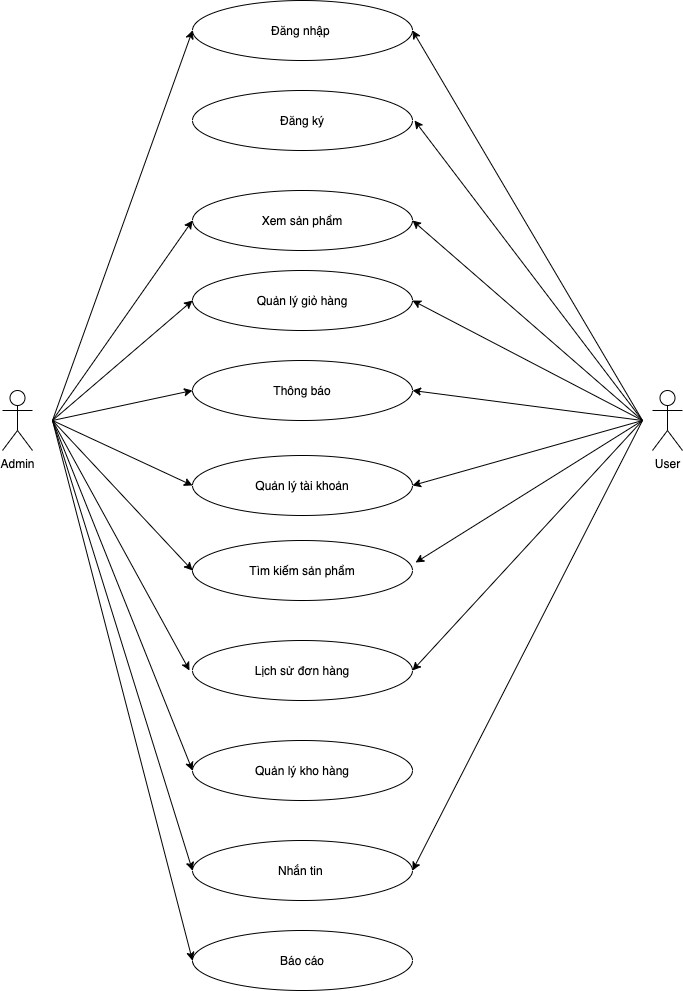 Đăng nhập
Đăng ký
Xem sản phẩm
Quản lý giỏ hàng
Thông báo
Admin
User
Quản lý tài khoản
Tìm kiếm sản phẩm
Lịch sử đơn hàng
Quản lý kho hàng
Nhắn tin
Báo cáo